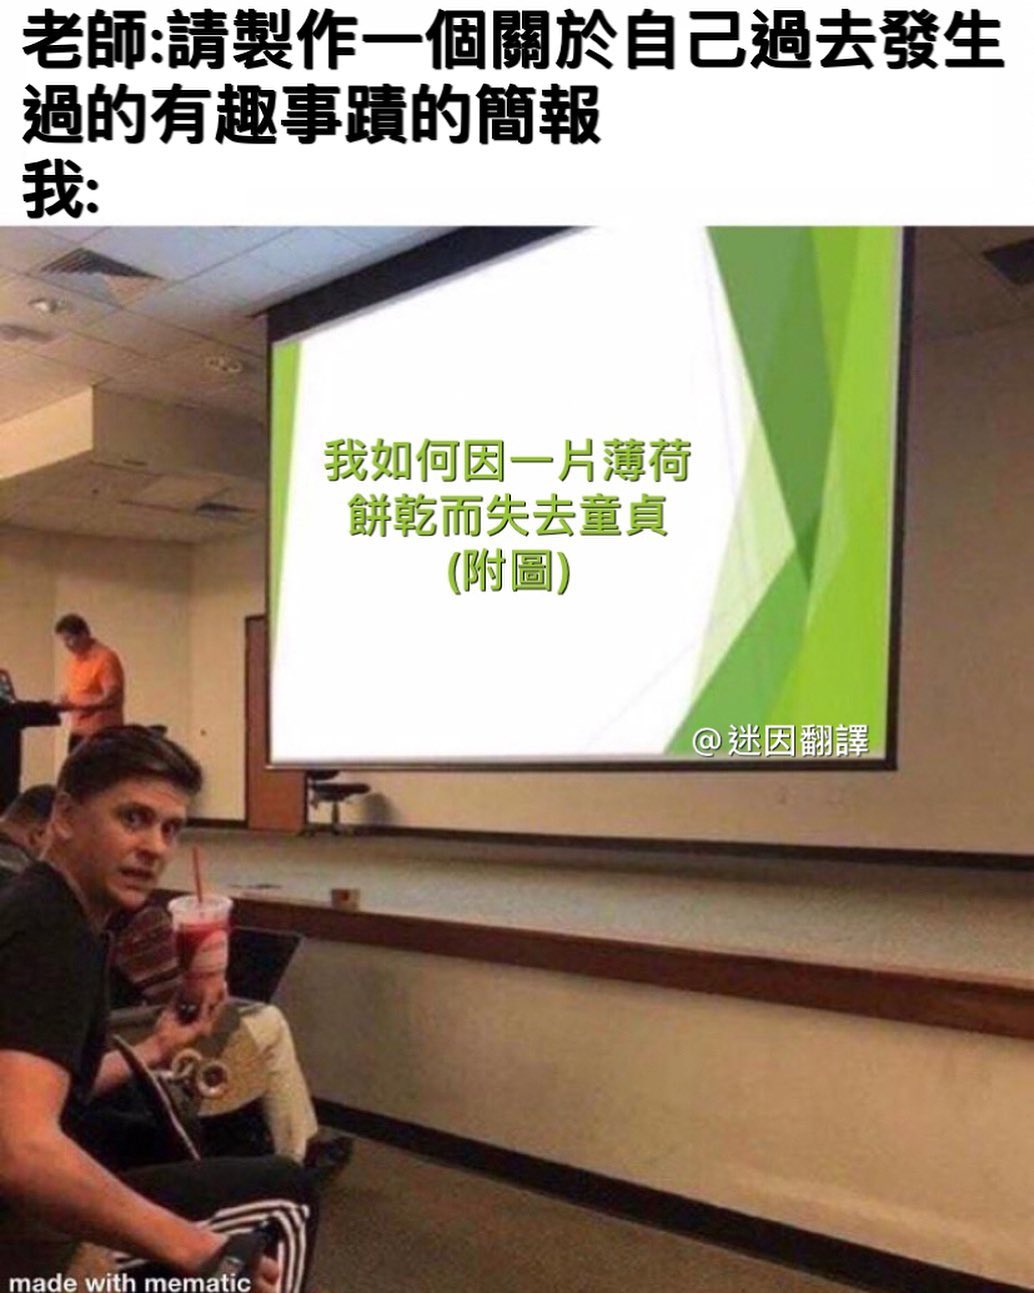 老師:請製作一個關於自己過去發生
過的有趣事蹟的簡報
我:
我如何因一片薄荷
餅乾而失去童貞
(附圖)
@迷因翻譯
made with mematic